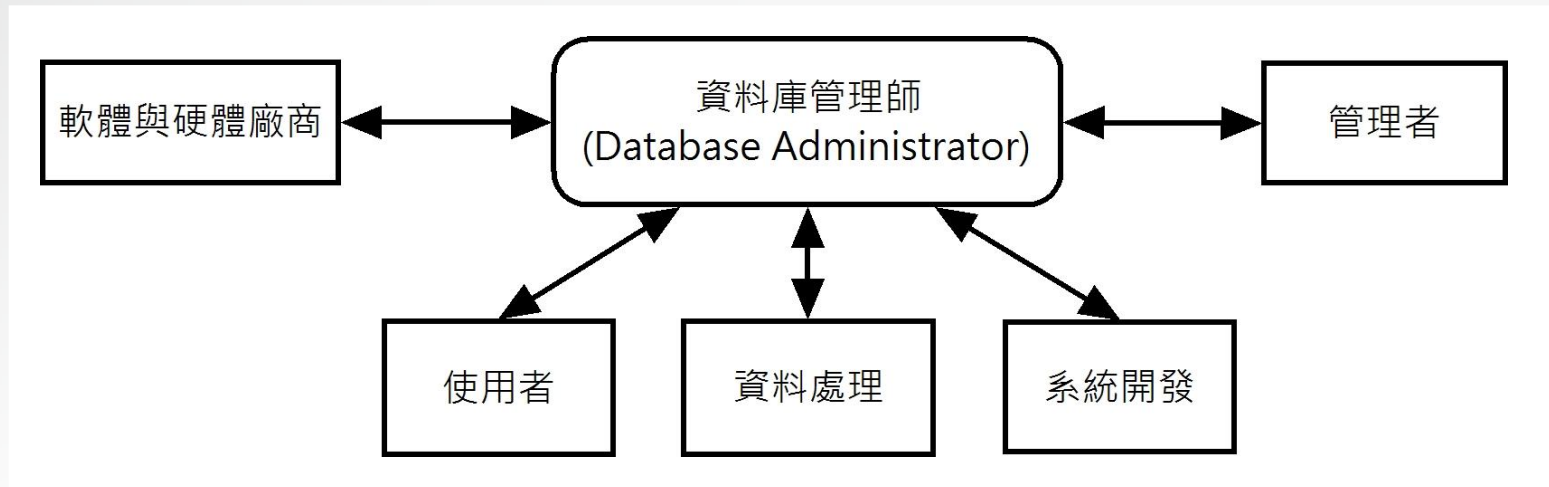 軟體與硬體廠商
資料庫管理師
(Database Administrator)
管理者
使用者
資料處理
系統開發